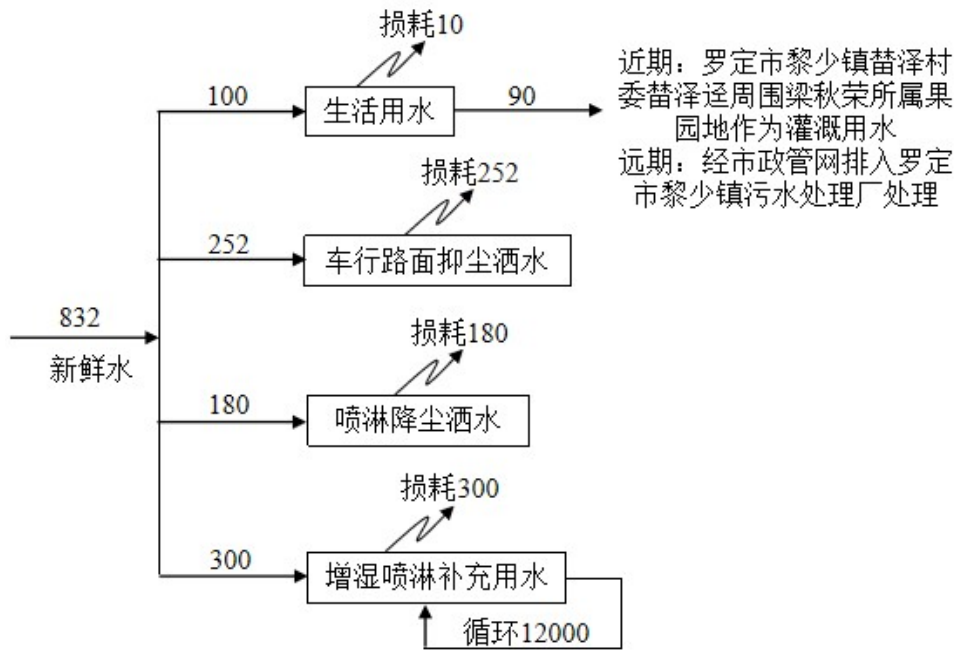 损耗10
100
生活用水
90
近期：罗定市黎少镇替泽村
委替泽迳周围梁秋荣所属果
园地作为灌溉用水
远期：经市政管网排入罗定
市黎少镇污水处理厂处理
损耗252
252
车行路面抑尘洒水
832
新鲜水
损耗180
180
喷淋降尘洒水
损耗300
300
增湿喷淋补充用水
循环12000